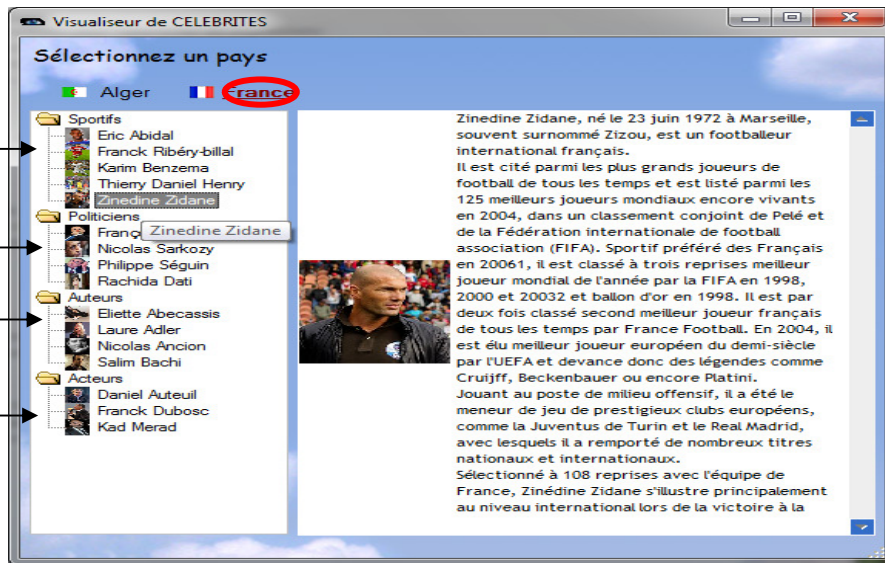 Visualiseur de CELEBRITES
Sélectionnez un pays
Alger France
Sportifs
Eric Abidal
Franck Ribéry-billal
Karim Benzema
Thierry Daniel Henry
Zinedine Zidane
Politiciens
Franç
Zinedine Zidane
Nicolas Sarkozy
Philippe Séguin
Rachida Dati
Auteurs
Eliette Abecassis
Laure Adler
Nicolas Ancion
Salim Bachi
Acteurs
Daniel Auteuil
Franck Dubosc
Kad Merad
Zinedine Zidane, né le 23 juin 1972 à Marseille,
souvent surnommé Zizou, est un footballeur
international français.
Il est cité parmi les plus grands joueurs de
football de tous les temps et est listé parmi les
125 meilleurs joueurs mondiaux encore vivants
en 2004, dans un classement conjoint de Pelé et
de la Fédération internationale de football
association (FIFA). Sportif préféré des Français
en 20061, il est classé à trois reprises meilleur
joueur mondial de l'année par la FIFA en 1998,
2000 et 20032 et ballon d'or en 1998. Il est par
deux fois classé second meilleur joueur français
de tous les temps par France Football. En 2004, il
est élu meilleur joueur européen du demi-siècle
par l'UEFA et devance donc des légendes comme
Cruijff, Beckenbauer ou encore Platini.
Jouant au poste de milieu offensif, il a été le
meneur de jeu de prestigieux clubs européens,
comme la Juventus de Turin et le Real Madrid,
avec lesquels il a remporté de nombreux titres
nationaux et internationaux.
Sélectionné à 108 reprises avec l'équipe de
France, Zinédine Zidane s'illustre principalement
au niveau international lors de la victoire à la